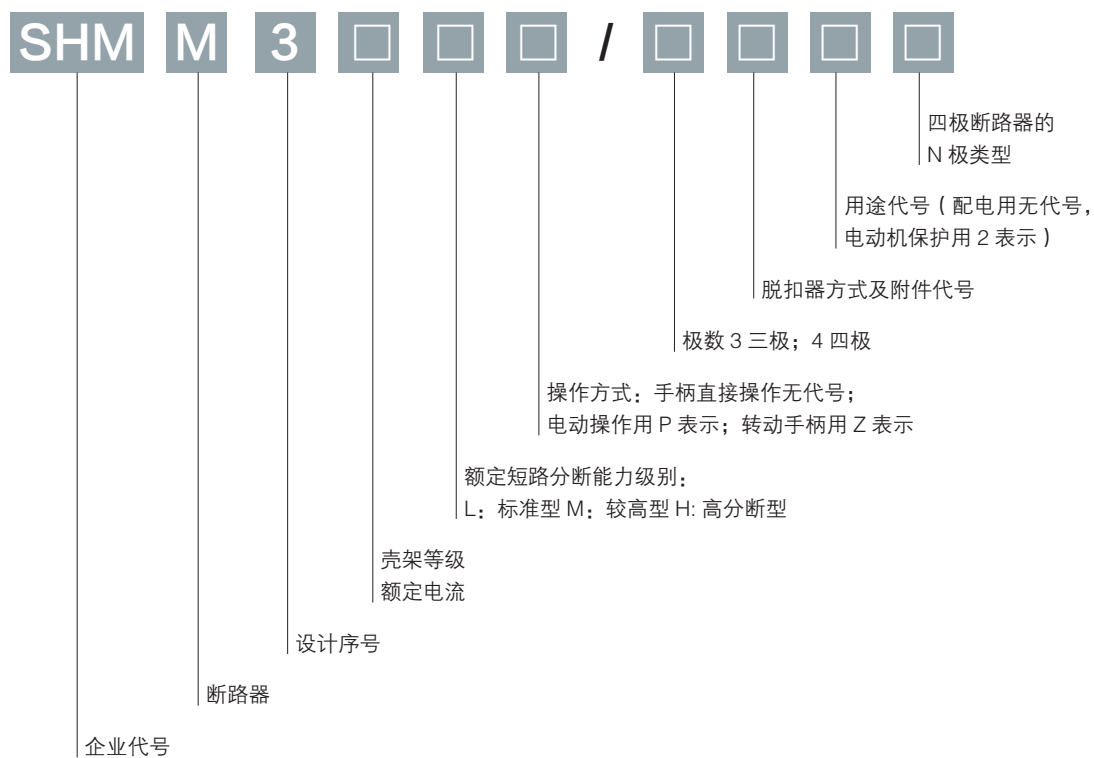 SHM M 3 □ □ □ / □ □ □ □
四极断路器的
N 极类型
用途代号（配电用无代号，
电动机保护用 2 表示）
脱扣器方式及附件代号
极数 3 三极；4 四极
操作方式：手柄直接操作无代号；
电动操作用 P 表示；转动手柄用 Z 表示
额定短路分断能力级别：
L：标准型 M：较高型 H: 高分断型
壳架等级
额定电流
设计序号
断路器
企业代号